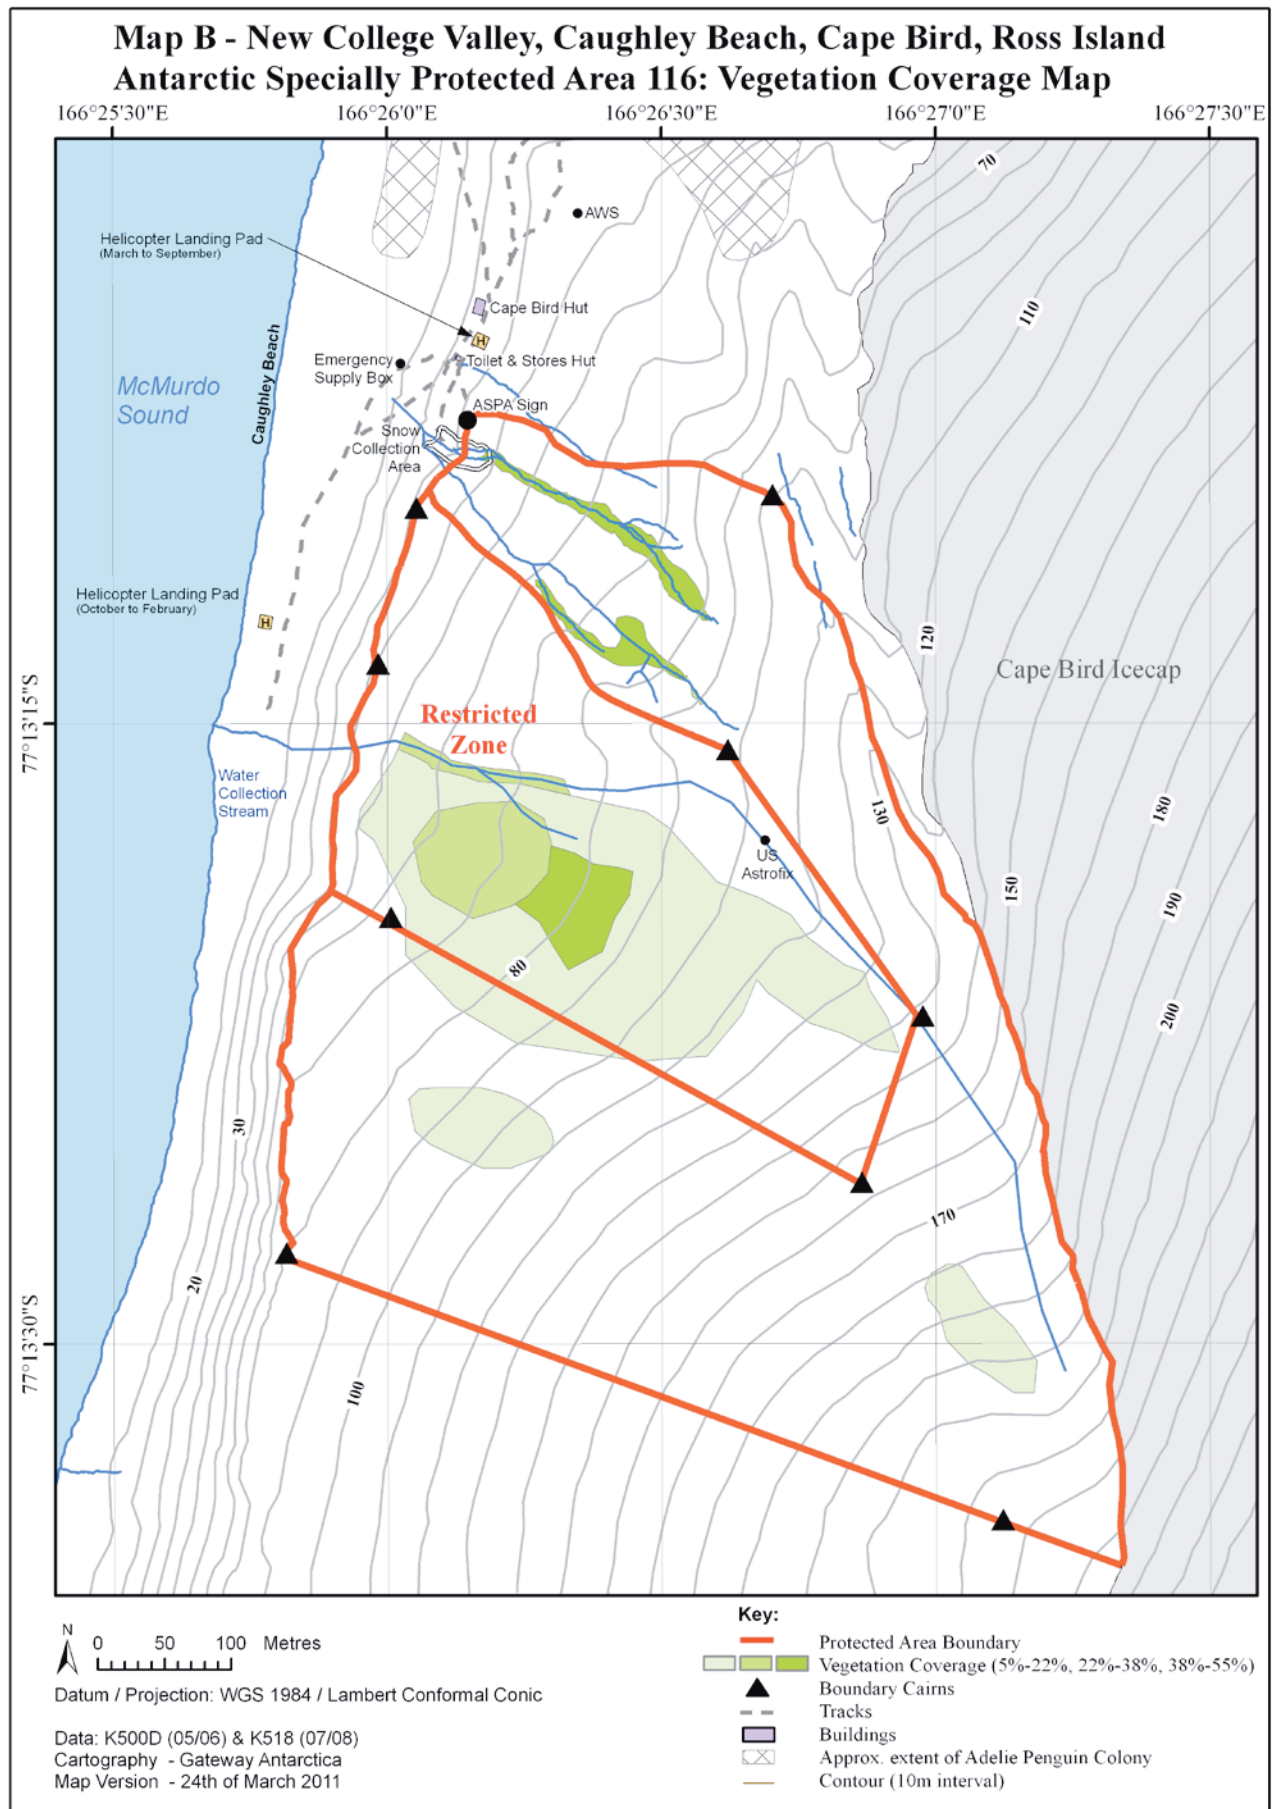 Map B - New College Valley, Caughley Beach, Cape Bird, Ross Island
Antarctic Specially Protected Area 116: Vegetation Coverage Map
166°25'30"E 166°26'0"E 166°26'30"E 166°27'0"E 166°27'30"E
70
AWS
Helicopter Landing Pad
(March to September)
Cape Bird Hut
110
H
Toilet & Stores Hut
Emergency
Supply Box
McMurdo
Sound
Caughley Beach
ASPA Sign
Snow
Collection
Area
Helicopter Landing Pad
(October to February)
H
120
Cape Bird Icecap
77°13'15"S
Restricted
Zone
Water
Collection
Stream
130
180
US
Astrofix
150
190
80
200
30
170
20
77°13'30"S
100
Key:
N
0 50 100 Metres
Protected Area Boundary
Vegetation Coverage (5%-22%, 22%-38%, 38%-55%)
Boundary Cairns
Datum / Projection: WGS 1984 / Lambert Conformal Conic
Tracks
Buildings
Data: K500D (05/06) & K518 (07/08)
Cartography - Gateway Antarctica
Approx. extent of Adelie Penguin Colony
Map Version - 24th of March 2011
Contour (10m interval)